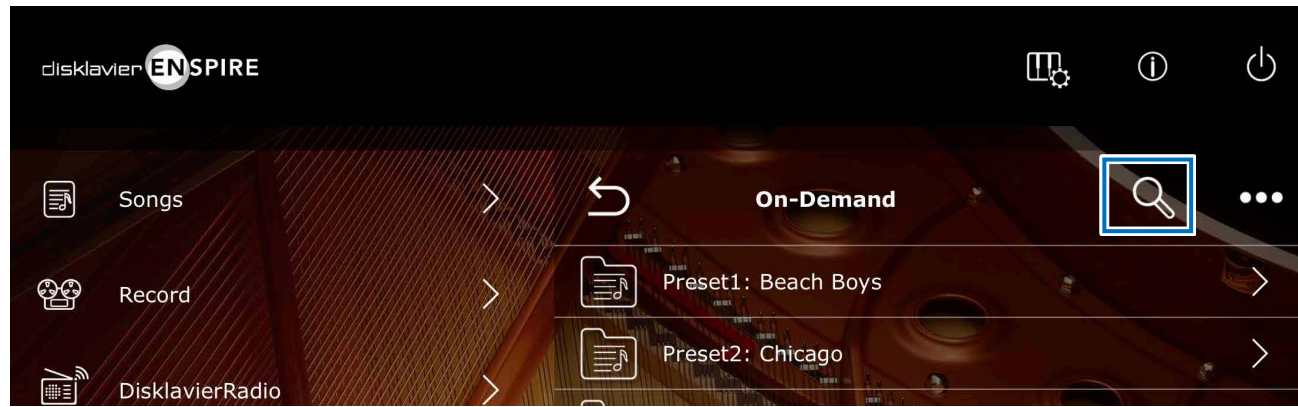 disklavier ENSPIRE
Songs
Record
DisklavierRadio
On-Demand
Preset1: Beach Boys
Preset2: Chicago